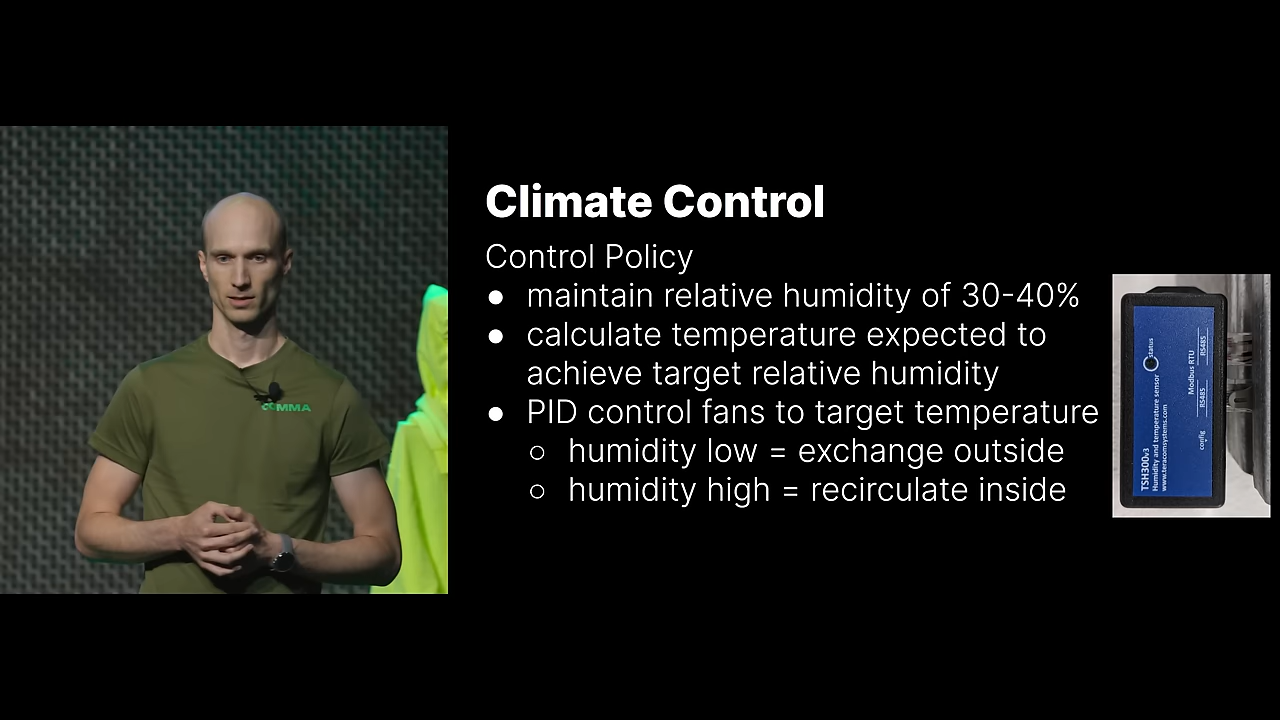 Climate Control
Control Policy
● maintain relative humidity of 30-40%
● calculate temperature expected to
achieve target relative humidity
● PID control fans to target temperature
○ humidity low = exchange outside
○ humidity high = recirculate inside
COMMA
TSH300v3
Humidity and temperature sensor
www.teracomsystems.com
status
Modbus RTU
config
RS485
RS485